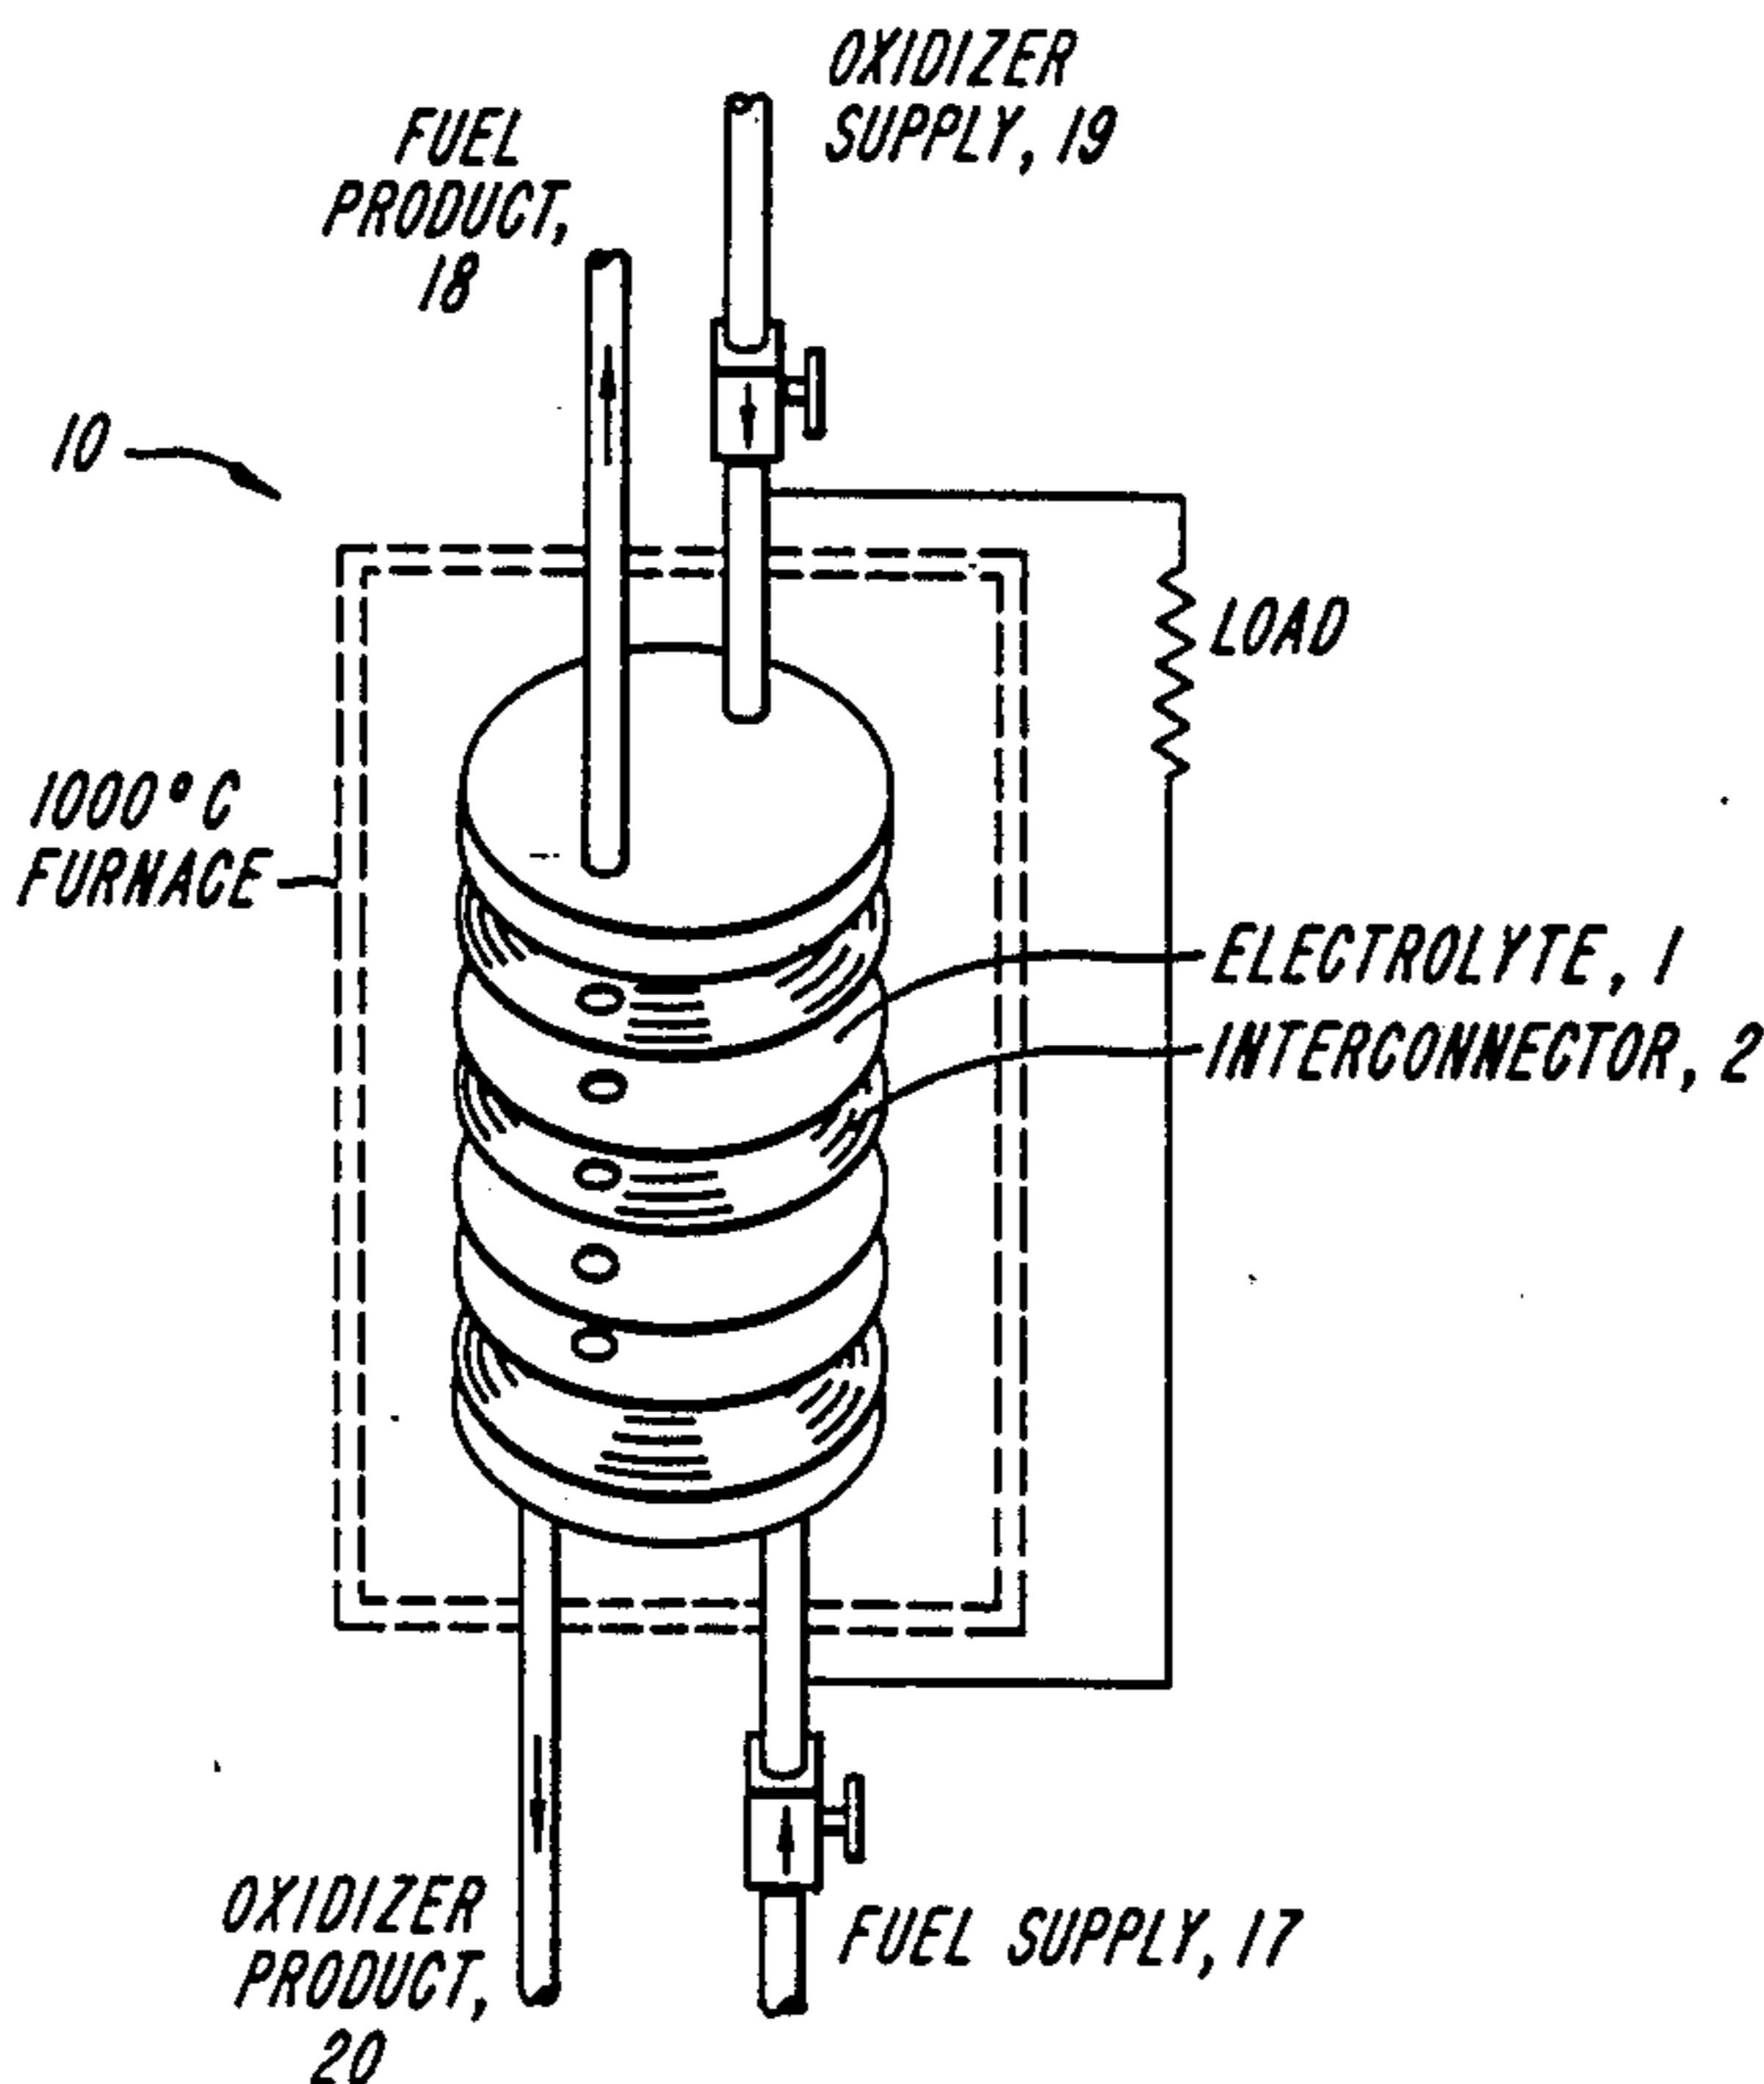 OXIDIZER
SUPPLY, 19
FUEL
PRODUCT,
18
10
LOAD
1000°C
FURNACE
ELECTROLYTE, 1
INTERCONNECTOR, 2
OXIDIZER
PRODUCT,
20
FUEL SUPPLY, 17